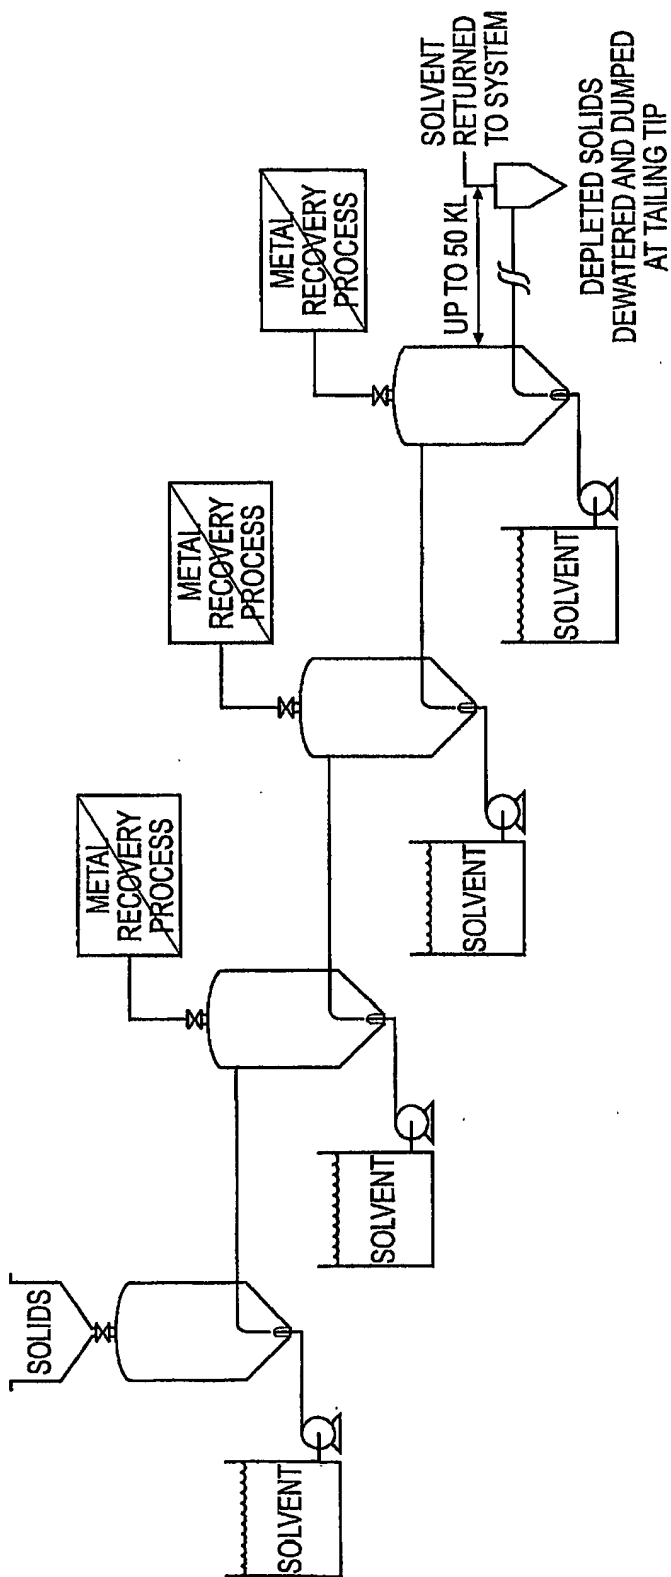 SOLIDS
SOLVENT
METAL
RECOVERY
PROCESS
SOLVENT
METAL
RECOVERY
PROCESS
SOLVENT
METAL
RECOVERY
PROCESS
SOLVENT
UP TO 50 KL
SOLVENT
RETURNED
TO SYSTEM
DEPLETED SOLIDS
DEWATERED AND DUMPED
AT TAILING TIP